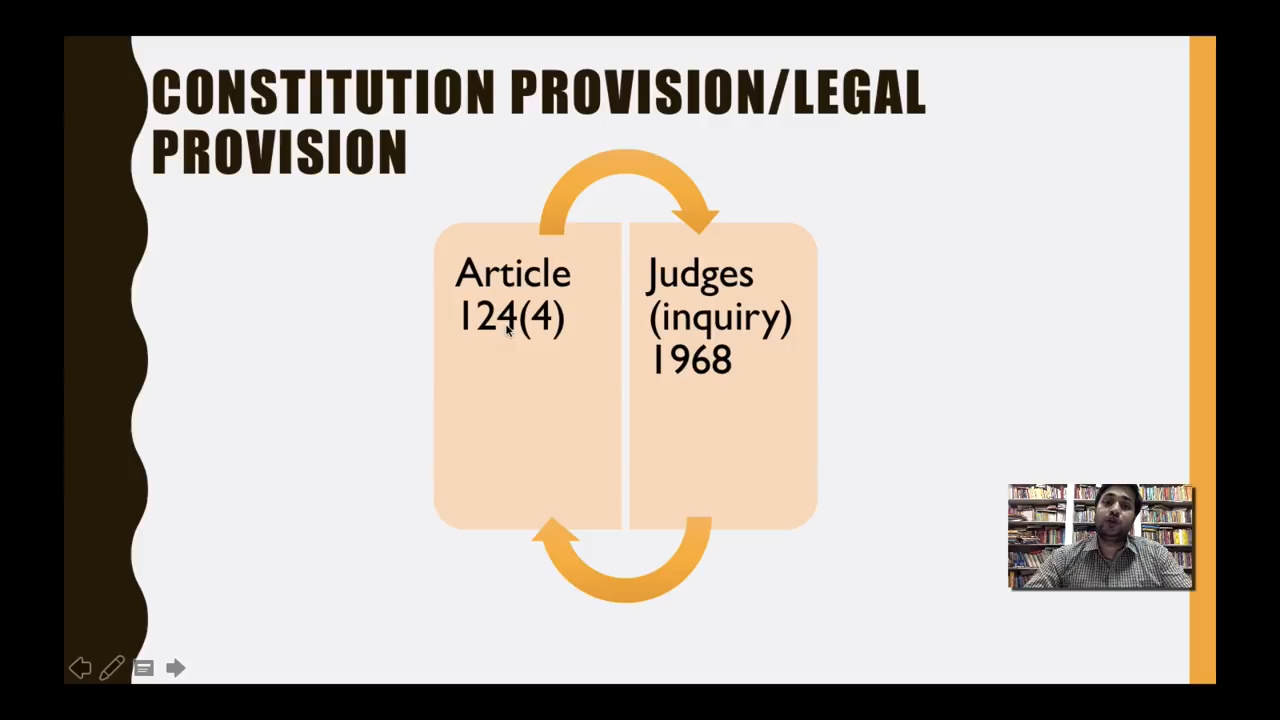 CONSTITUTION PROVISION/LEGAL
PROVISION
Article
124(4)
Judges
(inquiry)
1968